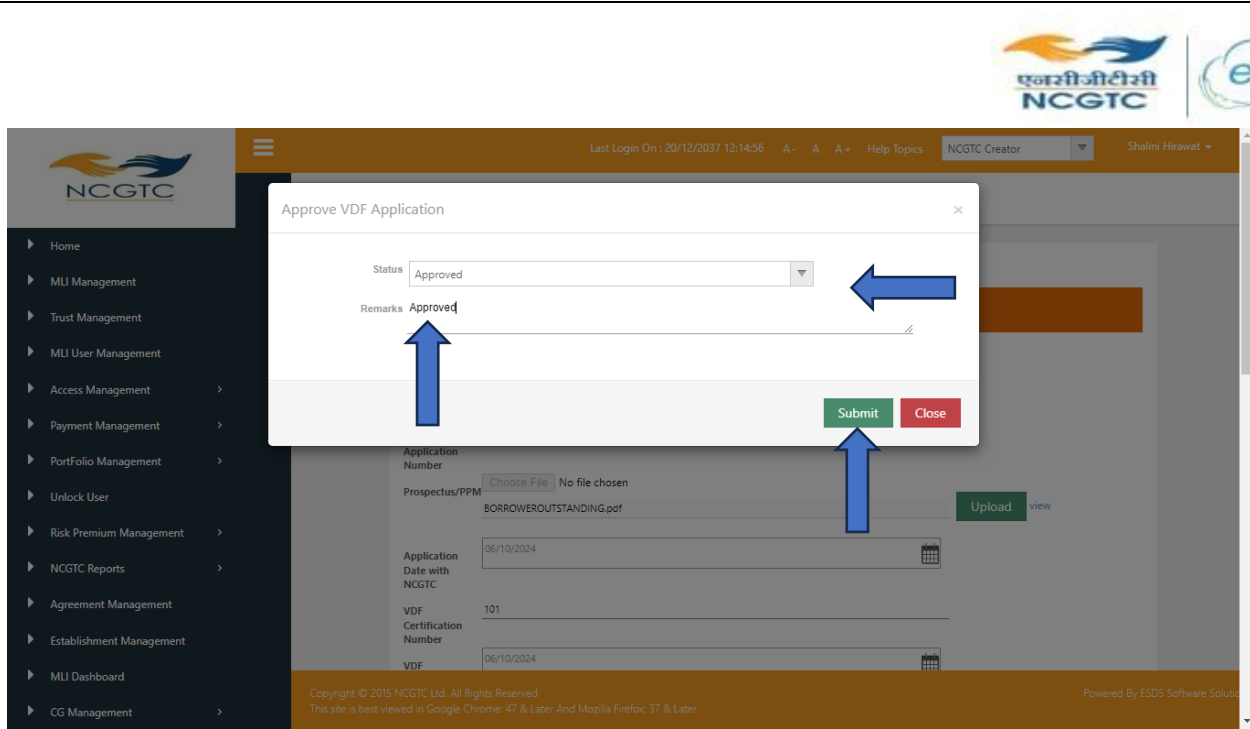 एनसीजीटीसी
NCGTC
e
NCGTC
Last Login On : 20/12/2037 12:14:56 A- A A+ Help Topics NCGTC Creator Shalini Hirawat
Approve VDF Application ×
Status Approved
Remarks Approved
Submit Close
Home
MLI Management
Trust Management
MLI User Management
Access Management
Payment Management
PortFolio Management
Unlock User
Risk Premium Management
NCGTC Reports
Agreement Management
Establishment Management
MLI Dashboard
CG Management
Application
Number
Prospectus/PPM Choose File No file chosen
BORROWEROUTSTANDING.pdf
Upload view
Application
Date with
NCGTC
06/10/2024
VDF
Certification
Number
101
VDF
06/10/2024
Copyright © 2015 NCGTC Ltd. All Rights Reserved
This site is best viewed in Google Chrome: 47 & Later And Mozilla Firefox: 37 & Later
Powered By ESDS Software Solutio